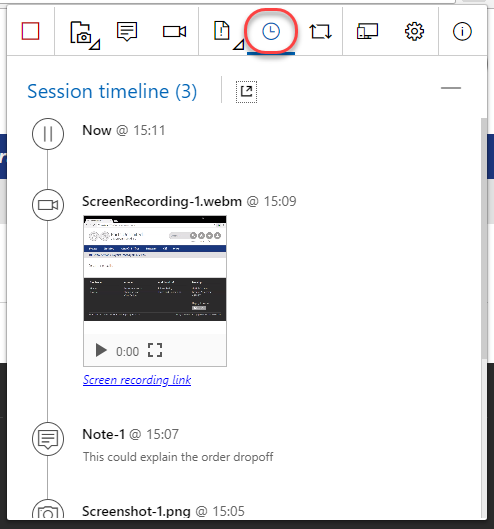 Session timeline (3)
Now @ 15:11
ScreenRecording-1.webm @ 15:09
0:00
Screen recording link
Note-1 @ 15:07
This could explain the order dropoff
Screenshot-1.png @ 15:05